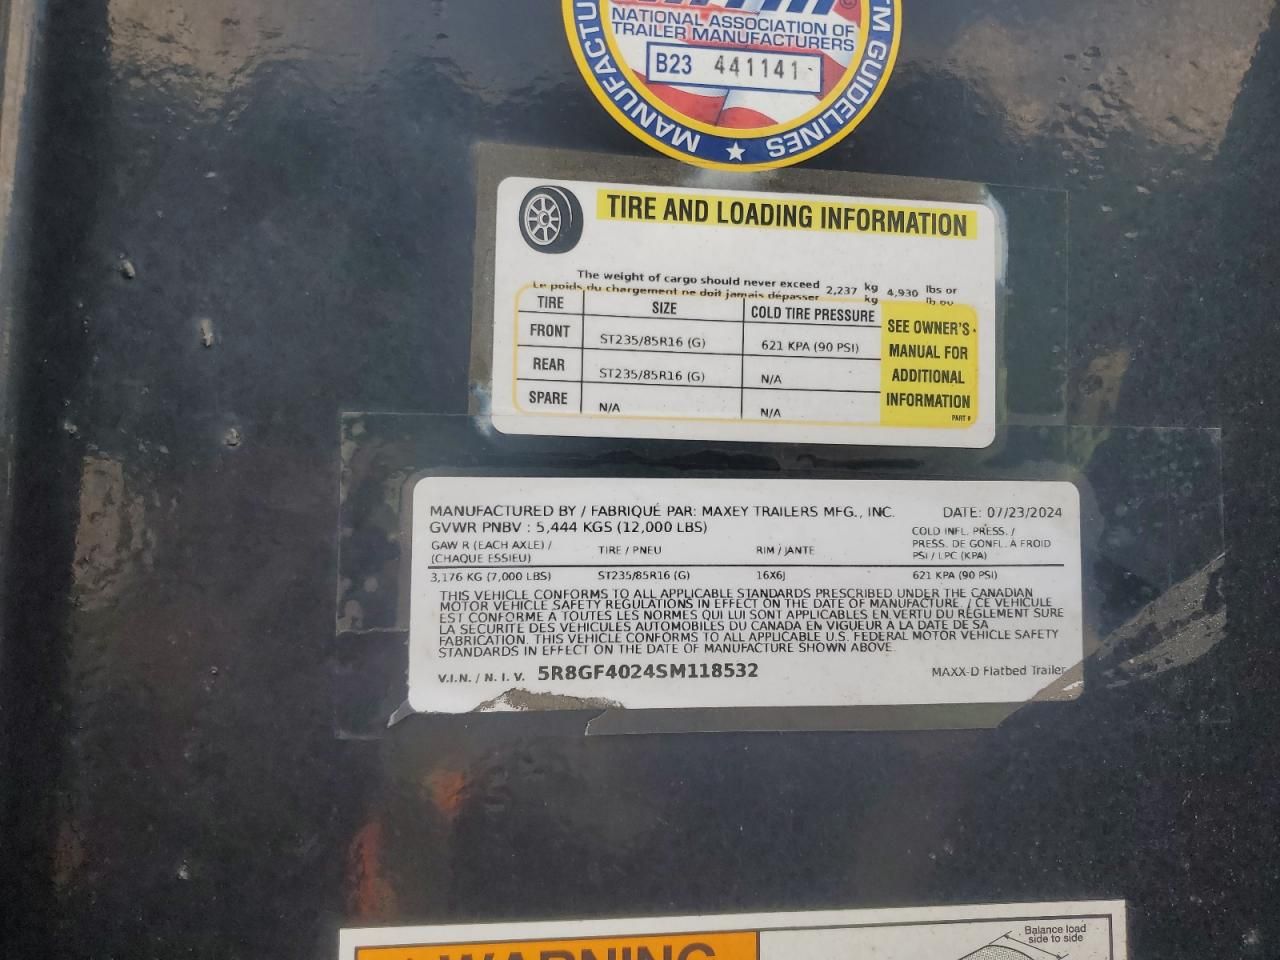 NATIONAL ASSOCIATION OF
TRAILER MANUFACTURERS
B23 441141
GUIDELINES
TIRE AND LOADING INFORMATION
The weight of cargo should never exceed 2,237 kg 4,930 lbs or
Le poids du chargement ne doit jamais dépasser kg lb ou
TIRE SIZE COLD TIRE PRESSURE
FRONT ST235/85R16 (G) 621 KPA (90 PSI)
REAR ST235/85R16 (G) N/A
SPARE N/A N/A
SEE OWNER'S
MANUAL FOR
ADDITIONAL
INFORMATION
PART #
MANUFACTURED BY / FABRIQUÉ PAR: MAXEY TRAILERS MFG., INC. DATE: 07/23/2024
GVWR PNBV : 5,444 KGS (12,000 LBS)
GAW R (EACH AXLE) /
(CHAQUE ESSIEU)
TIRE / PNEU
RIM / JANTE
COLD INFL. PRESS. /
PRESS. DE GONFL. À FROID
PSI / LPC (KPA)
3,176 KG (7,000 LBS) ST235/85R16 (G) 16X6J 621 KPA (90 PSI)
THIS VEHICLE CONFORMS TO ALL APPLICABLE STANDARDS PRESCRIBED UNDER THE CANADIAN
MOTOR VEHICLE SAFETY REGULATIONS IN EFFECT ON THE DATE OF MANUFACTURE. / CE VÉHICULE
EST CONFORME À TOUTES LES NORMES QUI LUI SONT APPLICABLES EN VERTU DU RÈGLEMENT SURE
LA SÉCURITÉ DES VÉHICULES AUTOMOBILES DU CANADA EN VIGUEUR À LA DATE DE SA
FABRICATION. THIS VEHICLE CONFORMS TO ALL APPLICABLE U.S. FEDERAL MOTOR VEHICLE SAFETY
STANDARDS IN EFFECT ON THE DATE OF MANUFACTURE SHOWN ABOVE.
V.I.N. / N. I. V. 5R8GF4024SM118532 MAXX-D Flatbed Trailer
WARNING
Balance load
side to side